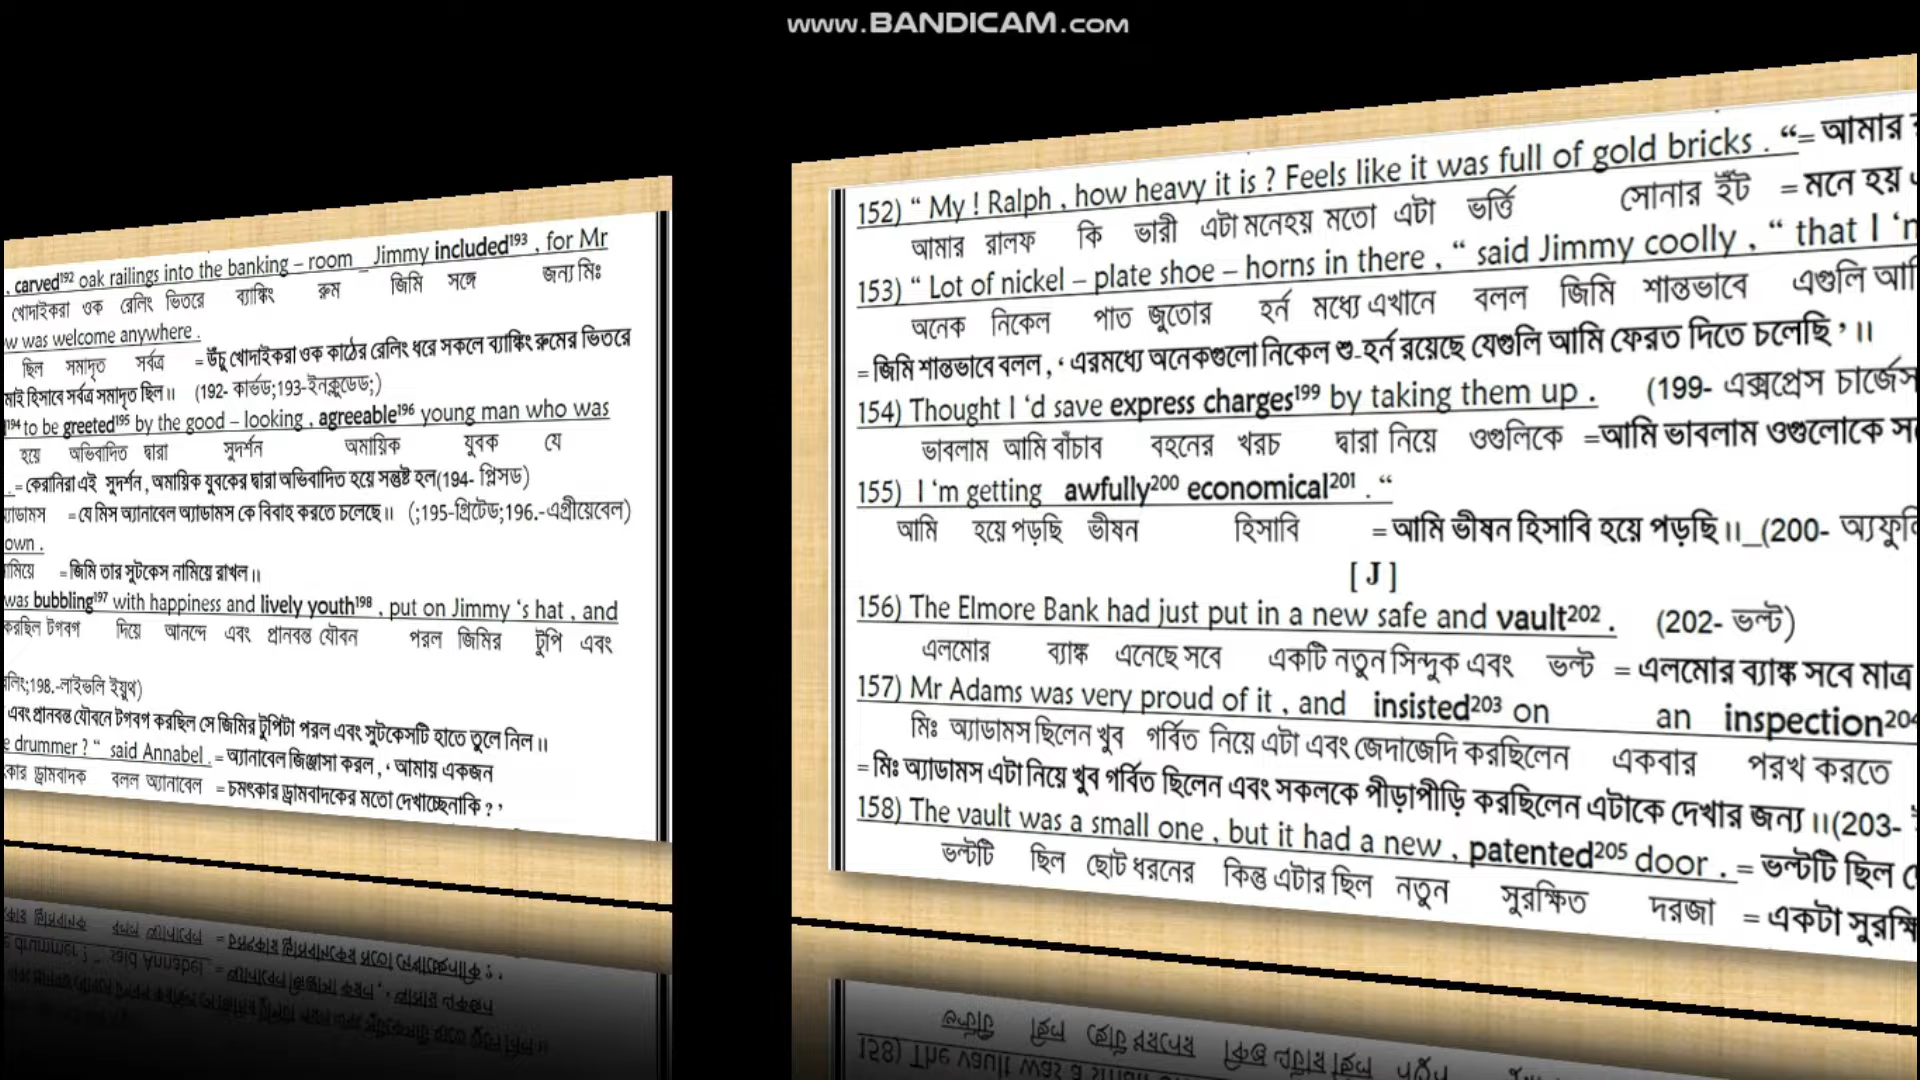 www.BANDICAM.com
, carved¹⁹² oak railings into the banking – room _ Jimmy included¹⁹³ , for Mr
খোদাইকরা ওক রেলিং ভিতরে ব্যাঙ্কিং রুম জিমি সঙ্গে জন্য মিঃ
was welcome anywhere .
ছিল সমাদৃত সর্বত্র = উঁচু খোদাইকরা ওক কাঠের রেলিং ধরে সকলে ব্যাঙ্কিং রুমের ভিতরে
হিসাবে সর্বত্র সমাদৃত ছিল।। (192- কার্ভড;193-ইনক্লুডেড;)
¹⁹⁴ to be greeted¹⁹⁵ by the good – looking , agreeable¹⁹⁶ young man who was
হয়ে অভিবাদিত দ্বারা সুদর্শন অমায়িক যুবক যে
= কেরানিরা এই সুদর্শন , অমায়িক যুবকের দ্বারা অভিবাদিত হয়ে সন্তুষ্ট হল(194- প্লিসড)
= যে মিস অ্যানাবেল অ্যাডামস কে বিবাহ করতে চলেছে।। (;195-গ্রিটেড;196.-এগ্রীয়েবেল)
own .
= জিমি তার সুটকেস নামিয়ে রাখল।।
was bubbling¹⁹⁷ with happiness and lively youth¹⁹⁸ , put on Jimmy ‘s hat , and
করছিল টগবগ দিয়ে আনন্দে এবং প্রানবন্ত যৌবন পরল জিমির টুপি এবং
;198.-লাইভলি ইয়ুথ)
এবং প্রানবন্ত যৌবনে টগবগ করছিল সে জিমির টুপিটা পরল এবং সুটকেসটি হাতে তুলে নিল।।
drummer ? “ said Annabel . = অ্যানাবেল জিজ্ঞাসা করল , ‘ আমায় একজন
ড্রামবাদক বলল অ্যানাবেল = চমৎকার ড্রামবাদকের মতো দেখাচ্ছেনাকি ? ’
152) “ My ! Ralph , how heavy it is ? Feels like it was full of gold bricks . “= আমার
আমার রালফ কি ভারী এটা মনেহয় মতো এটা ভর্ত্তি সোনার ইঁট = মনে হয়
153) “ Lot of nickel – plate shoe – horns in there , “ said Jimmy coolly , “ that I ‘
অনেক নিকেল পাত জুতোর হর্ন মধ্যে এখানে বলল জিমি শান্তভাবে এগুলি আমি
= জিমি শান্তভাবে বলল , ‘ এরমধ্যে অনেকগুলো নিকেল শু-হর্ন রয়েছে যেগুলি আমি ফেরত দিতে চলেছি ’ ।।
154) Thought I ‘d save express charges¹⁹⁹ by taking them up . (199- এক্সপ্রেস চার্জেস
ভাবলাম আমি বাঁচাব বহনের খরচ দ্বারা নিয়ে ওগুলিকে =আমি ভাবলাম ওগুলোকে
155) I ‘m getting awfully²⁰⁰ economical²⁰¹ . “
আমি হয়ে পড়ছি ভীষন হিসাবি = আমি ভীষন হিসাবি হয়ে পড়ছি।।_(200-
[ J ]
156) The Elmore Bank had just put in a new safe and vault²⁰² . (202- ভল্ট)
এলমোর ব্যাঙ্ক এনেছে সবে একটি নতুন সিন্দুক এবং ভল্ট = এলমোর ব্যাঙ্ক সবে মাত্র
157) Mr Adams was very proud of it , and insisted²⁰³ on an inspection²⁰⁴
মিঃ অ্যাডামস ছিলেন খুব গর্বিত নিয়ে এটা এবং জেদাজেদি করছিলেন একবার পরখ করতে
= মিঃ অ্যাডামস এটা নিয়ে খুব গর্বিত ছিলেন এবং সকলকে পীড়াপীড়ি করছিলেন এটাকে দেখার জন্য ।।(203-
158) The vault was a small one , but it had a new , patented²⁰⁵ door . = ভল্টটি ছিল
ভল্টটি ছিল ছোট ধরনের কিন্তু এটার ছিল নতুন সুরক্ষিত দরজা = একটা